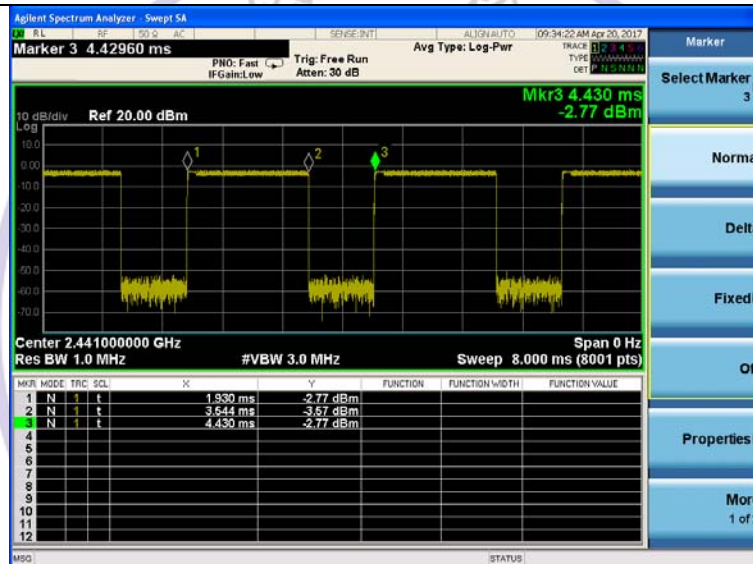 Agilent Spectrum Analyzer - Swept SA
RL RF 50 Ω AC SENSE:INT ALIGN AUTO 09:34:22 AM Apr 20, 2017
Marker 3 4.42960 ms
PNO: Fast
IFGain:Low
Trig: Free Run
Atten: 30 dB
Avg Type: Log-Pwr
TRACE 1 2 3 4 5 6
TYPE
DET P N S N N N
Mkr3 4.430 ms
-2.77 dBm
10 dB/div Ref 20.00 dBm
Log
10.0
0.00
-10.0
-20.0
-30.0
-40.0
-50.0
-60.0
-70.0
1
2
3
Center 2.441000000 GHz Span 0 Hz
Res BW 1.0 MHz #VBW 3.0 MHz Sweep 8.000 ms (8001 pts)
MKR MODE TRC SCL X Y FUNCTION FUNCTION WIDTH FUNCTION VALUE
1 N 1 t 1.930 ms -2.77 dBm
2 N 1 t 3.544 ms -3.57 dBm
3 N 1 t 4.430 ms -2.77 dBm
4
5
6
7
8
9
10
11
12
MSG STATUS
Marker
Select Marker
3
Norma
Delt
Fixed
Of
Properties
Mor
1 of